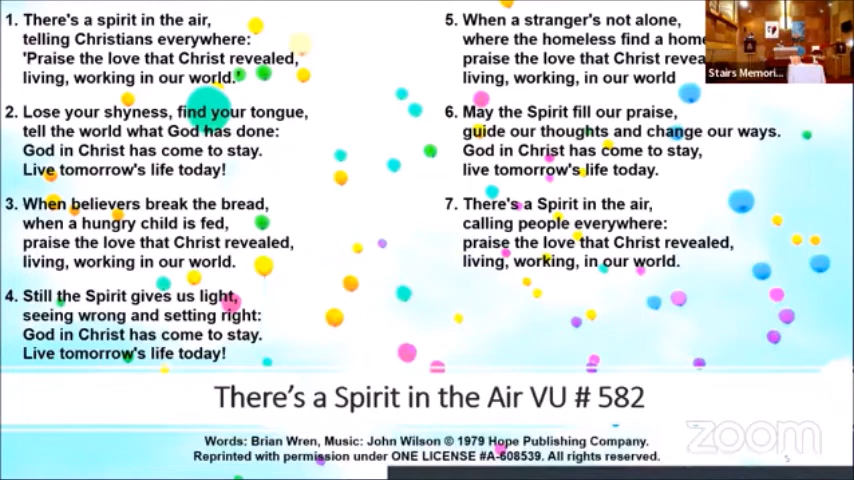 1. There's a spirit in the air,
telling Christians everywhere:
'Praise the love that Christ revealed,
living, working in our world.'
2. Lose your shyness, find your tongue,
tell the world what God has done:
God in Christ has come to stay.
Live tomorrow's life today!
3. When believers break the bread,
when a hungry child is fed,
praise the love that Christ revealed,
living, working in our world.
4. Still the Spirit gives us light,
seeing wrong and setting right:
God in Christ has come to stay.
Live tomorrow's life today!
5. When a stranger's not alone,
where the homeless find a home
praise the love that Christ revea
living, working, in our world
6. May the Spirit fill our praise,
guide our thoughts and change our ways.
God in Christ has come to stay,
live tomorrow's life today.
7. There's a Spirit in the air,
calling people everywhere:
praise the love that Christ revealed,
living, working, in our world.
Stairs Memori...
There's a Spirit in the Air VU # 582
Words: Brian Wren, Music: John Wilson © 1979 Hope Publishing Company.
Reprinted with permission under ONE LICENSE #A-608539. All rights reserved.
zoom
5